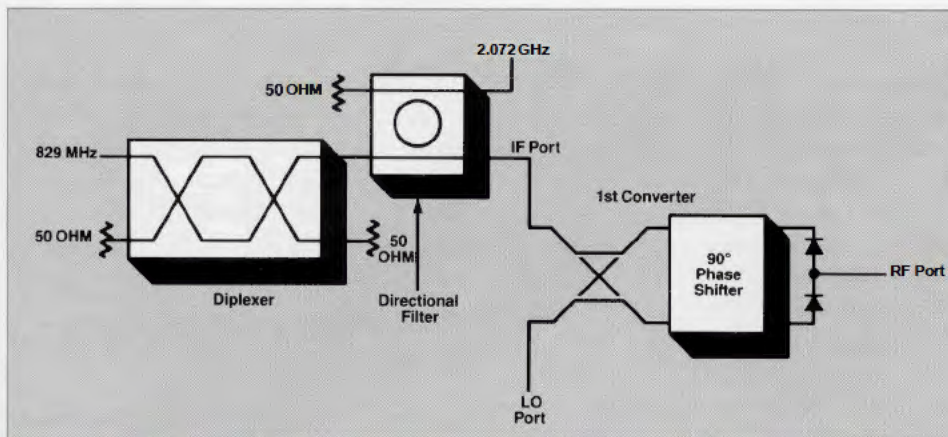 2.072 GHz
50 OHM
829 MHz
IF Port
1st Converter
50 OHM
50
OHM
90°
Phase
Shifter
RF Port
Diplexer
Directional
Filter
LO
Port